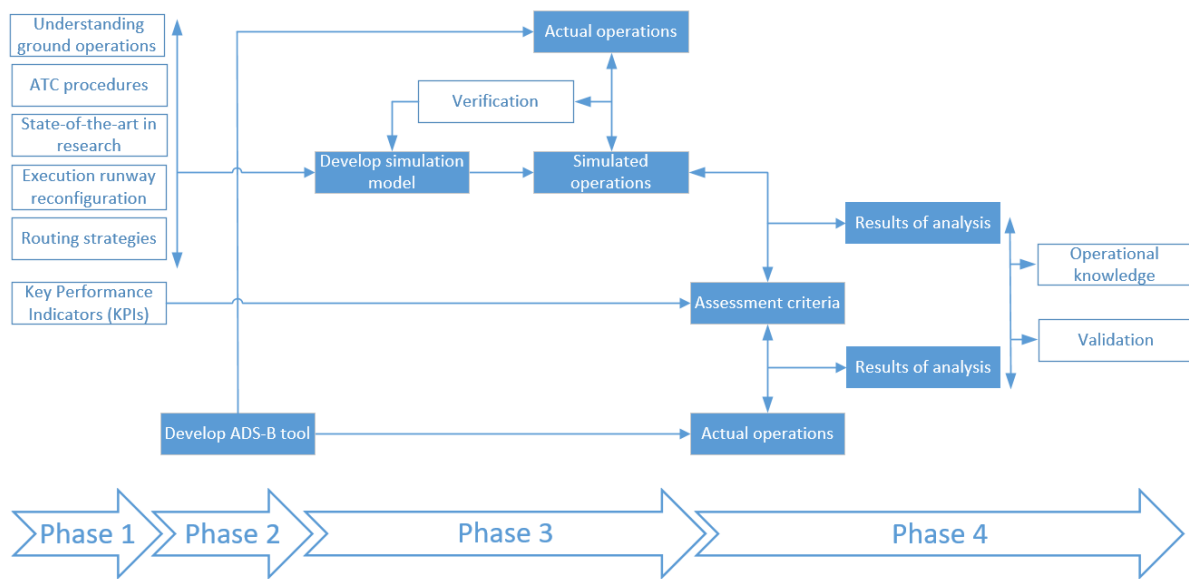 Understanding
ground operations
ATC procedures
State-of-the-art in
research
Execution runway
reconfiguration
Routing strategies
Key Performance
Indicators (KPIs)
Develop ADS-B tool
Actual operations
Verification
Develop simulation
model
Simulated
operations
Results of analysis
Operational
knowledge
Assessment criteria
Validation
Results of analysis
Actual operations
Phase 1
Phase 2
Phase 3
Phase 4